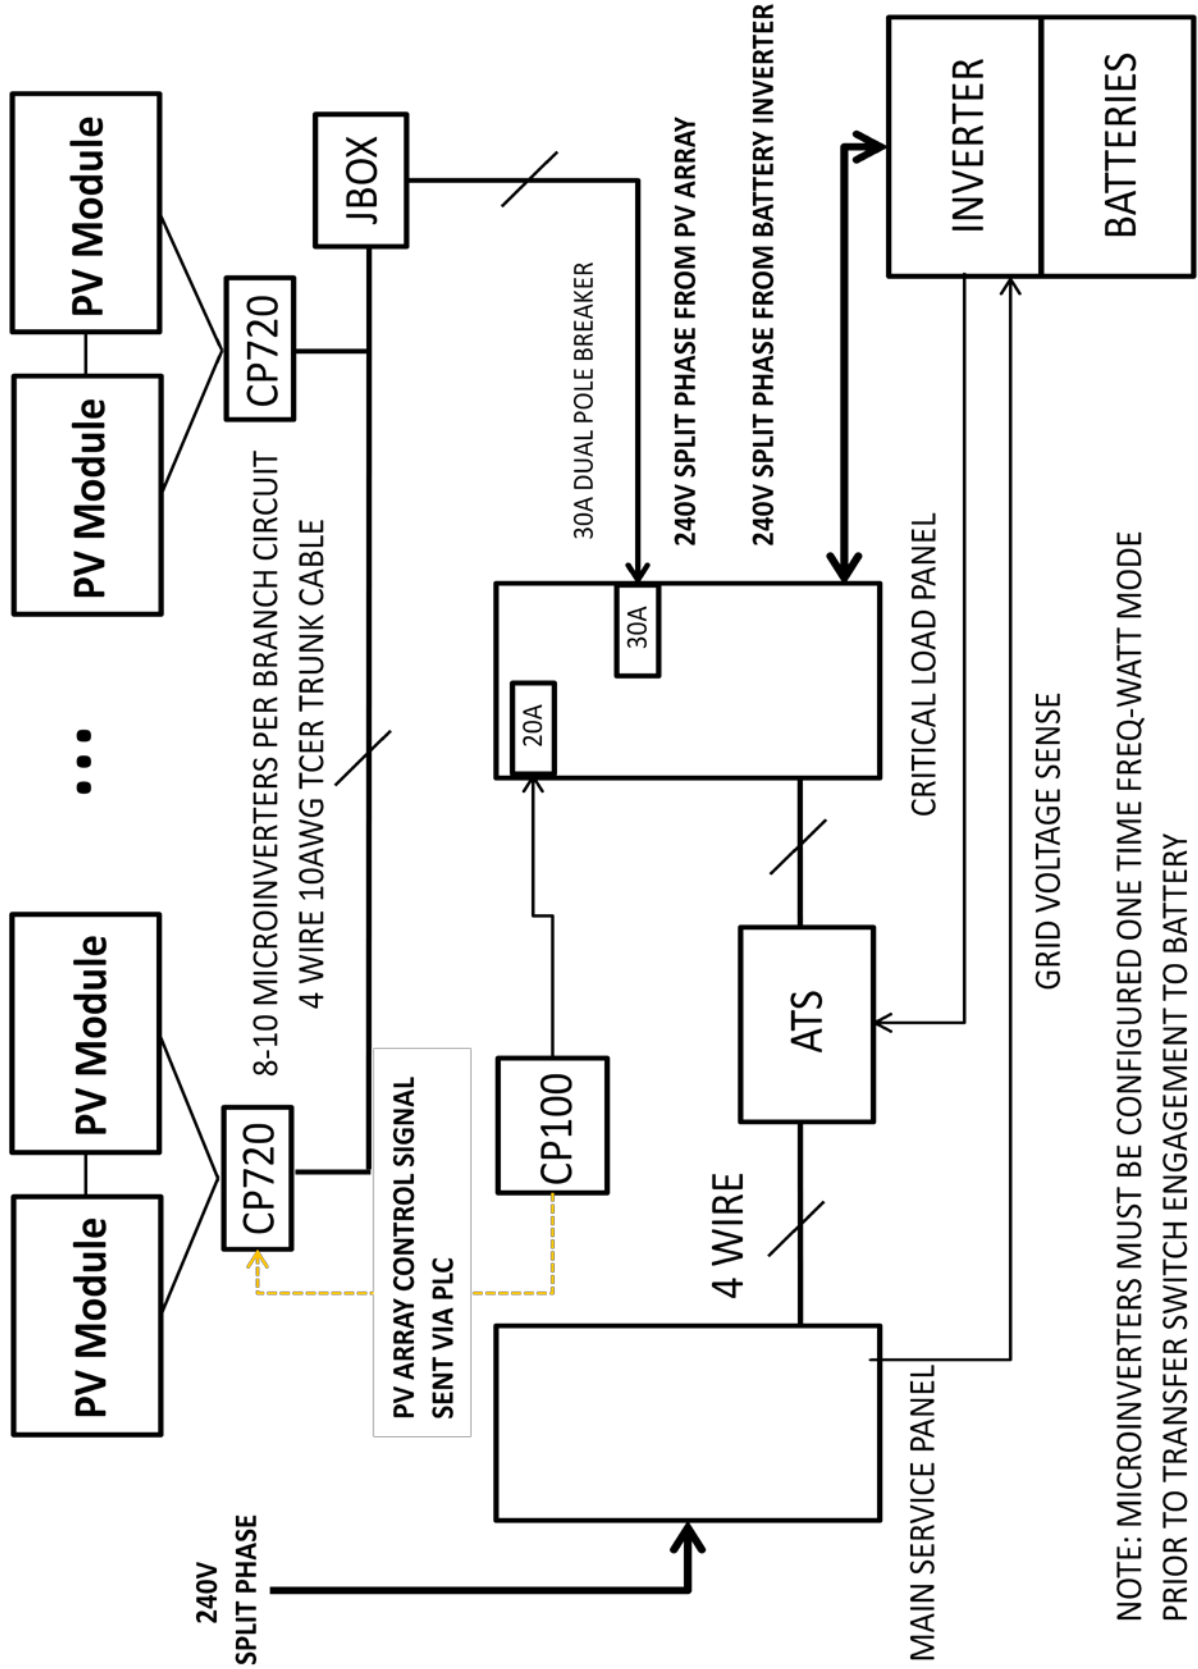 PV Module
PV Module
...
PV Module
PV Module
CP720
CP720
8-10 MICROINVERTERS PER BRANCH CIRCUIT
4 WIRE 10AWG TCER TRUNK CABLE
JBOX
240V
SPLIT PHASE
PV ARRAY CONTROL SIGNAL
SENT VIA PLC
CP100
20A
30A
30A DUAL POLE BREAKER
240V SPLIT PHASE FROM PV ARRAY
240V SPLIT PHASE FROM BATTERY INVERTER
4 WIRE
ATS
MAIN SERVICE PANEL
CRITICAL LOAD PANEL
INVERTER
BATTERIES
GRID VOLTAGE SENSE
NOTE: MICROINVERTERS MUST BE CONFIGURED ONE TIME FREQ-WATT MODE
PRIOR TO TRANSFER SWITCH ENGAGEMENT TO BATTERY